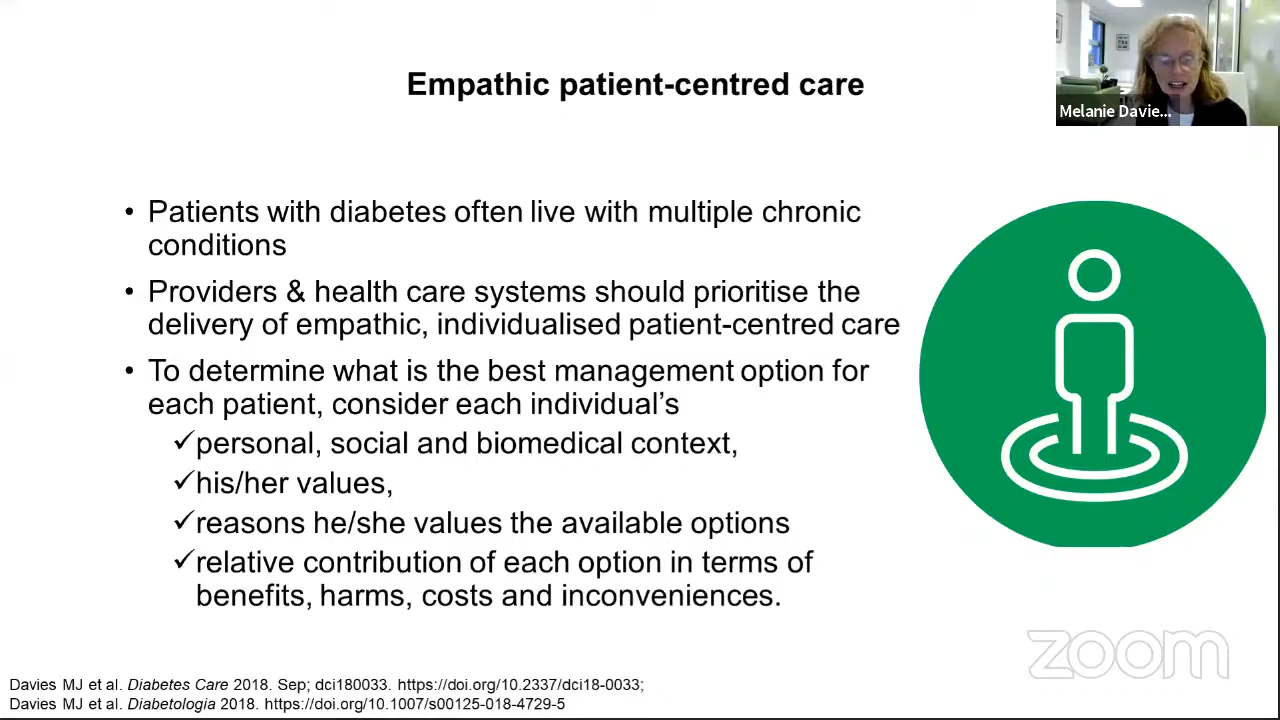 Empathic patient-centred care
Melanie Davie...
• Patients with diabetes often live with multiple chronic
conditions
• Providers & health care systems should prioritise the
delivery of empathic, individualised patient-centred care
• To determine what is the best management option for
each patient, consider each individual's
✓personal, social and biomedical context,
✓his/her values,
✓reasons he/she values the available options
✓relative contribution of each option in terms of
benefits, harms, costs and inconveniences.
zoom
Davies MJ et al. Diabetes Care 2018. Sep; dci180033. https://doi.org/10.2337/dci18-0033;
Davies MJ et al. Diabetologia 2018. https://doi.org/10.1007/s00125-018-4729-5